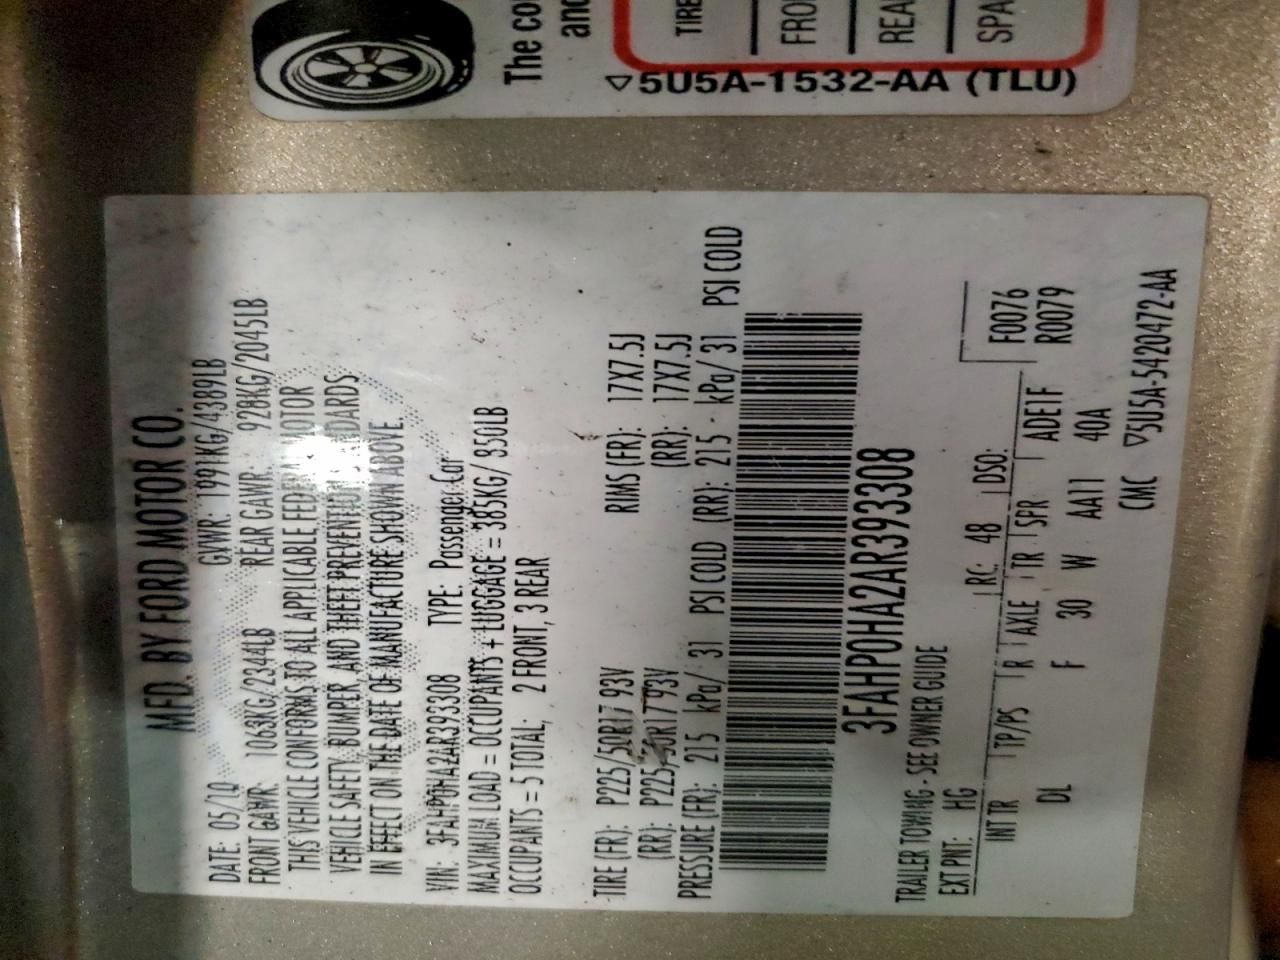 The co
and
TIRE
FRO
REA
SPA
▽5U5A-1532-AA (TLU)
MFD. BY FORD MOTOR CO.
DATE: 05/10 GVWR: 1991KG/4389LB
FRONT GAWR: 1063KG/2344LB REAR GAWR: 928KG/2045LB
THIS VEHICLE CONFORMS TO ALL APPLICABLE FEDERAL MOTOR
VEHICLE SAFETY, BUMPER, AND THEFT PREVENTION STANDARDS
IN EFFECT ON THE DATE OF MANUFACTURE SHOWN ABOVE.
VIN: 3FAHP0HA2AR393308 TYPE: Passenger Car
MAXIMUM LOAD = OCCUPANTS + LUGGAGE = 385KG/ 850LB
OCCUPANTS = 5 TOTAL; 2 FRONT, 3 REAR
TIRE (FR): P225/50R17 93V RIMS (FR): 17X7.5J
(RR): P225/50R17 93V (RR): 17X7.5J
PRESSURE (FR): 215 kPa/ 31 PSI COLD (RR): 215 - kPa/ 31 PSI COLD
3FAHP0HA2AR393308
TRAILER TOWING - SEE OWNER GUIDE
EXT PNT: HG RC: 48 DSO: F0076
INT TR TP/PS R AXLE TR SPR ADEIF R0079
DL F 30 W AA11 40A
CMC ▽5U5A-5420472-AA